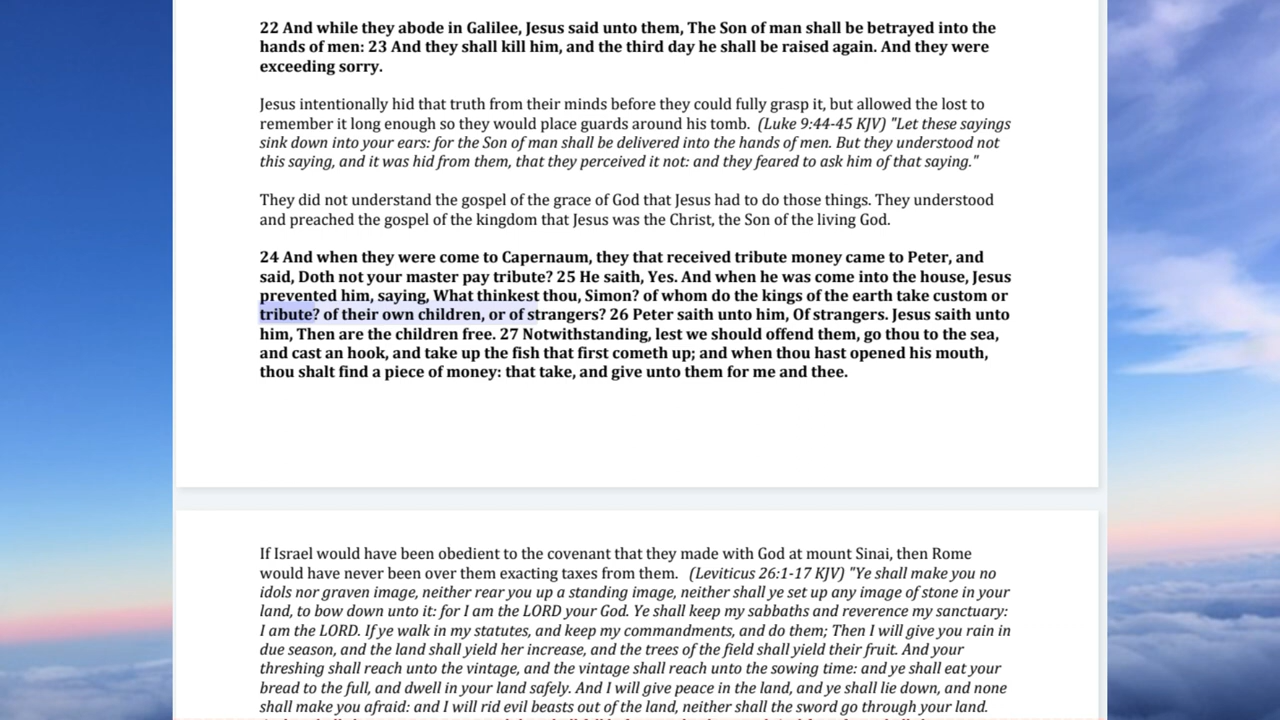 22 And while they abode in Galilee, Jesus said unto them, The Son of man shall be betrayed into the
hands of men: 23 And they shall kill him, and the third day he shall be raised again. And they were
exceeding sorry.
Jesus intentionally hid that truth from their minds before they could fully grasp it, but allowed the lost to
remember it long enough so they would place guards around his tomb. (Luke 9:44-45 KJV) "Let these sayings
sink down into your ears: for the Son of man shall be delivered into the hands of men. But they understood not
this saying, and it was hid from them, that they perceived it not: and they feared to ask him of that saying."
They did not understand the gospel of the grace of God that Jesus had to do those things. They understood
and preached the gospel of the kingdom that Jesus was the Christ, the Son of the living God.
24 And when they were come to Capernaum, they that received tribute money came to Peter, and
said, Doth not your master pay tribute? 25 He saith, Yes. And when he was come into the house, Jesus
prevented him, saying, What thinkest thou, Simon? of whom do the kings of the earth take custom or
tribute? of their own children, or of strangers? 26 Peter saith unto him, Of strangers. Jesus saith unto
him, Then are the children free. 27 Notwithstanding, lest we should offend them, go thou to the sea,
and cast an hook, and take up the fish that first cometh up; and when thou hast opened his mouth,
thou shalt find a piece of money: that take, and give unto them for me and thee.
If Israel would have been obedient to the covenant that they made with God at mount Sinai, then Rome
would have never been over them exacting taxes from them. (Leviticus 26:1-17 KJV) "Ye shall make you no
idols nor graven image, neither rear you up a standing image, neither shall ye set up any image of stone in your
land, to bow down unto it: for I am the LORD your God. Ye shall keep my sabbaths and reverence my sanctuary:
I am the LORD. If ye walk in my statutes, and keep my commandments, and do them; Then I will give you rain in
due season, and the land shall yield her increase, and the trees of the field shall yield their fruit. And your
threshing shall reach unto the vintage, and the vintage shall reach unto the sowing time: and ye shall eat your
bread to the full, and dwell in your land safely. And I will give peace in the land, and ye shall lie down, and none
shall make you afraid: and I will rid evil beasts out of the land, neither shall the sword go through your land.